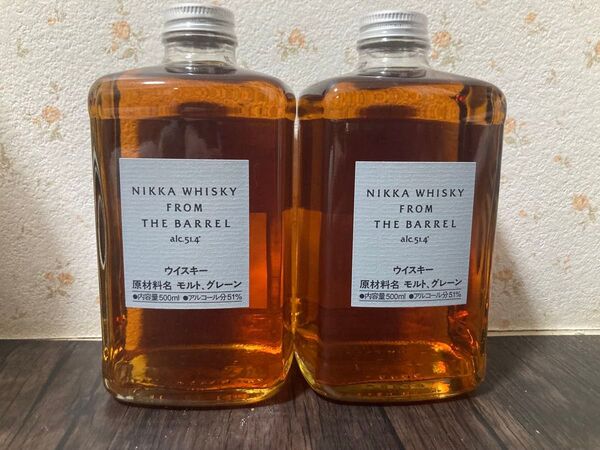 NIKKA WHISKY
FROM
THE BARREL
alc.51.4°
ウイスキー
原材料名 モルト、グレーン
●内容量500ml ●アルコール分51%
NIKKA WHISKY
FROM
THE BARREL
alc.51.4°
ウイスキー
原材料名 モルト、グレーン
●内容量500ml ●アルコール分51%